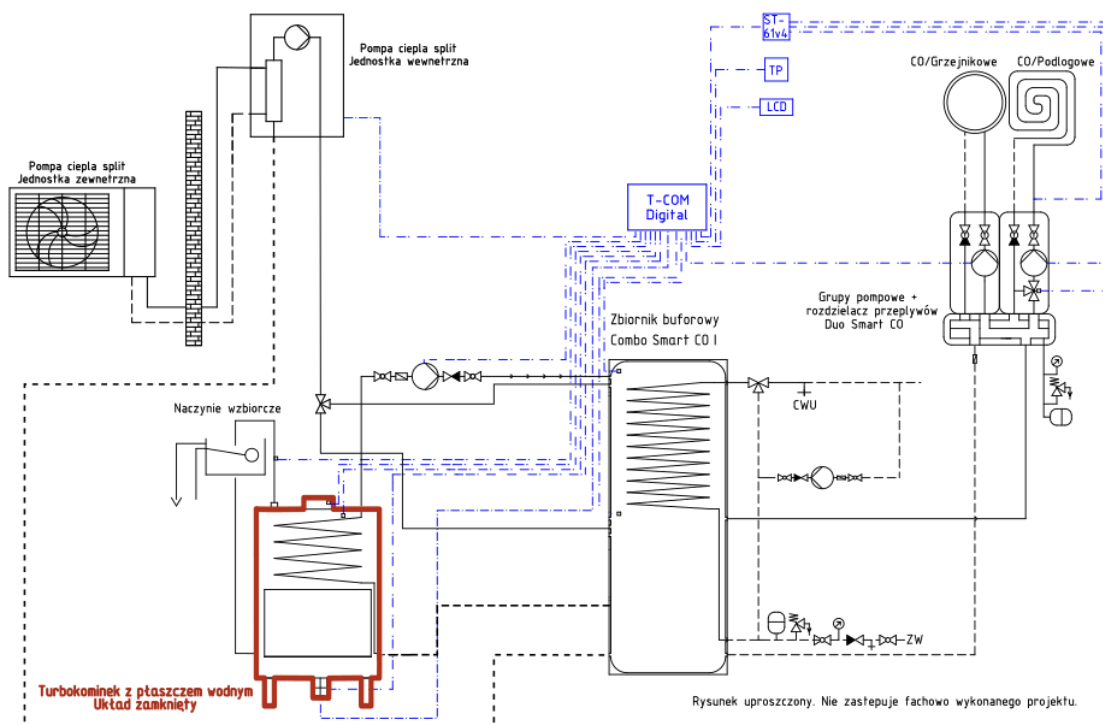 Pompa ciepla split
Jednostka wewnetrzna
ST-
61v4
TP
LCD
CO/Grzejnikowe
CO/Podlogowe
Pompa ciepla split
Jednostka zewnetrzna
T-COM
Digital
Grupy pompowe +
rozdzielacz przeplywów
Duo Smart CO
Zbiornik buforowy
Combo Smart CO I
Naczynie wzbiorcze
CWU
ZW
Turbokominek z płaszczem wodnym
Układ zamknięty
Rysunek uproszczony. Nie zastepuje fachowo wykonanego projektu.